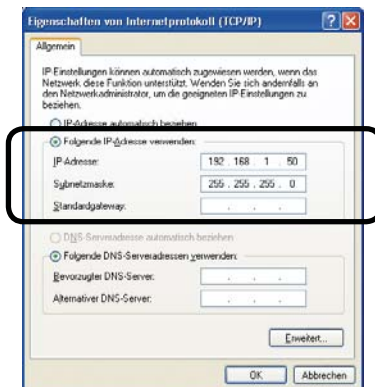 Eigenschaften von Internetprotokoll (TCP/IP)
Allgemein
IP-Einstellungen können automatisch zugewiesen werden, wenn das
Netzwerk diese Funktion unterstützt. Wenden Sie sich andernfalls an
den Netzwerkadministrator, um die geeigneten IP-Einstellungen zu
beziehen.
IP-Adresse automatisch beziehen
Folgende IP-Adresse verwenden:
IP-Adresse: 192 . 168 . 1 . 50
Subnetzmaske: 255 . 255 . 255 . 0
Standardgateway: . . .
DNS-Serveradresse automatisch beziehen
Folgende DNS-Serveradressen verwenden:
Bevorzugter DNS-Server: . . .
Alternativer DNS-Server: . . .
Erweitert...
OK Abbrechen